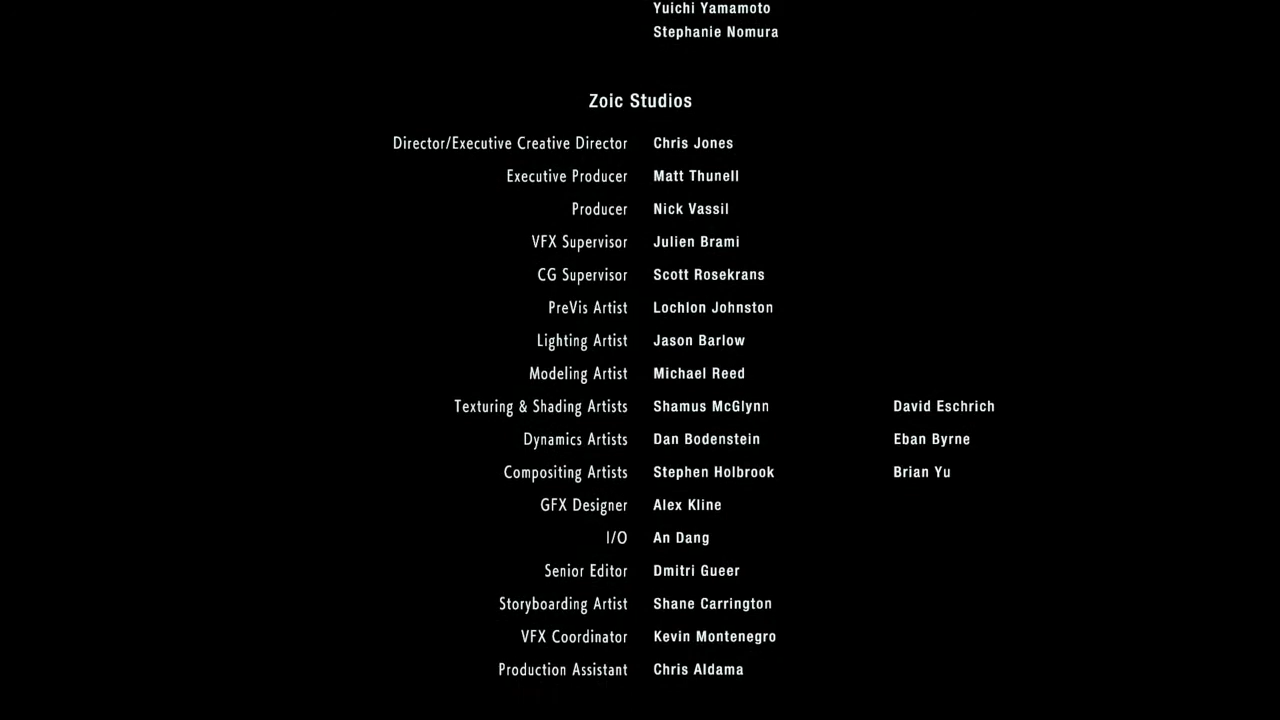 Yuichi Yamamoto
Stephanie Nomura
Zoic Studios
Director/Executive Creative Director Chris Jones
Executive Producer Matt Thunell
Producer Nick Vassil
VFX Supervisor Julien Brami
CG Supervisor Scott Rosekrans
PreVis Artist Lochlon Johnston
Lighting Artist Jason Barlow
Modeling Artist Michael Reed
Texturing & Shading Artists Shamus McGlynn David Eschrich
Dynamics Artists Dan Bodenstein Eban Byrne
Compositing Artists Stephen Holbrook Brian Yu
GFX Designer Alex Kline
I/O An Dang
Senior Editor Dmitri Gueer
Storyboarding Artist Shane Carrington
VFX Coordinator Kevin Montenegro
Production Assistant Chris Aldama